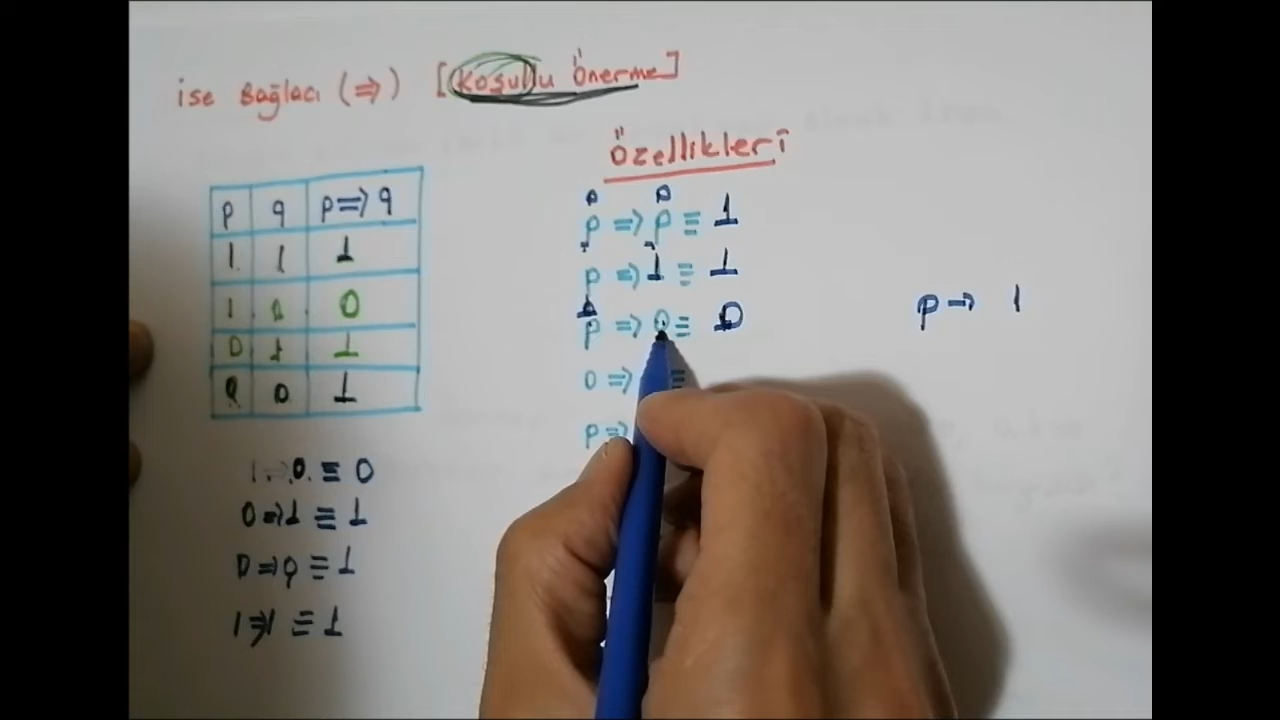 ise Bağlacı (⇒) [Koşullu Önerme]
Özellikleri
p q p⇒q
1 1 1
1 0 0
0 1 1
0 0 1
1⇒0 ≡ 0
0⇒1 ≡ 1
0⇒0 ≡ 1
1⇒1 ≡ 1
p ⇒ p ≡ 1
p ⇒ 1 ≡ 1
p ⇒ 0 ≡
0 ⇒ ≡
p ⇒
p → 1